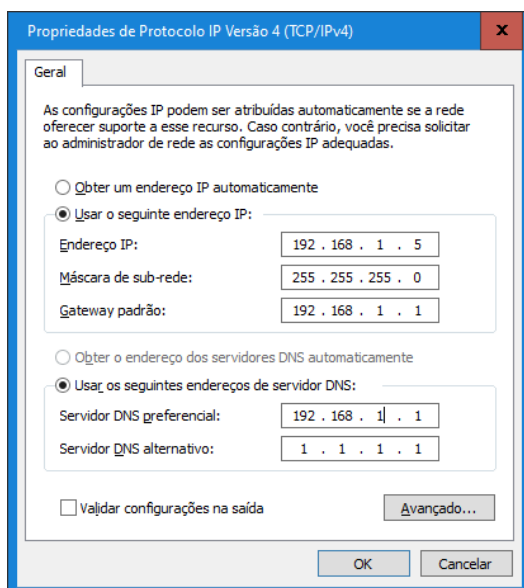 Propriedades de Protocolo IP Versão 4 (TCP/IPv4)
x
Geral
As configurações IP podem ser atribuídas automaticamente se a rede
oferecer suporte a esse recurso. Caso contrário, você precisa solicitar
ao administrador de rede as configurações IP adequadas.
Obter um endereço IP automaticamente
Usar o seguinte endereço IP:
Endereço IP: 192 . 168 . 1 . 5
Máscara de sub-rede: 255 . 255 . 255 . 0
Gateway padrão: 192 . 168 . 1 . 1
Obter o endereço dos servidores DNS automaticamente
Usar os seguintes endereços de servidor DNS:
Servidor DNS preferencial: 192 . 168 . 1 . 1
Servidor DNS alternativo: 1 . 1 . 1 . 1
Validar configurações na saída
Avançado...
OK Cancelar